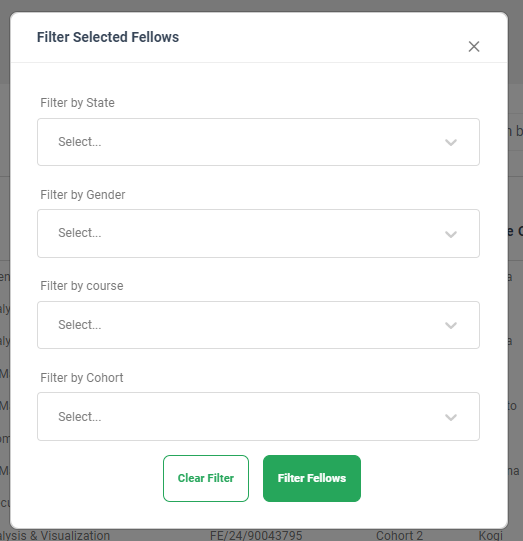 Filter Selected Fellows
Filter by State
Select...
Filter by Gender
Select...
Filter by course
Select...
Filter by Cohort
Select...
Clear Filter
Filter Fellows
alysis & Visualization FE/24/90043795 Cohort 2 Kogi